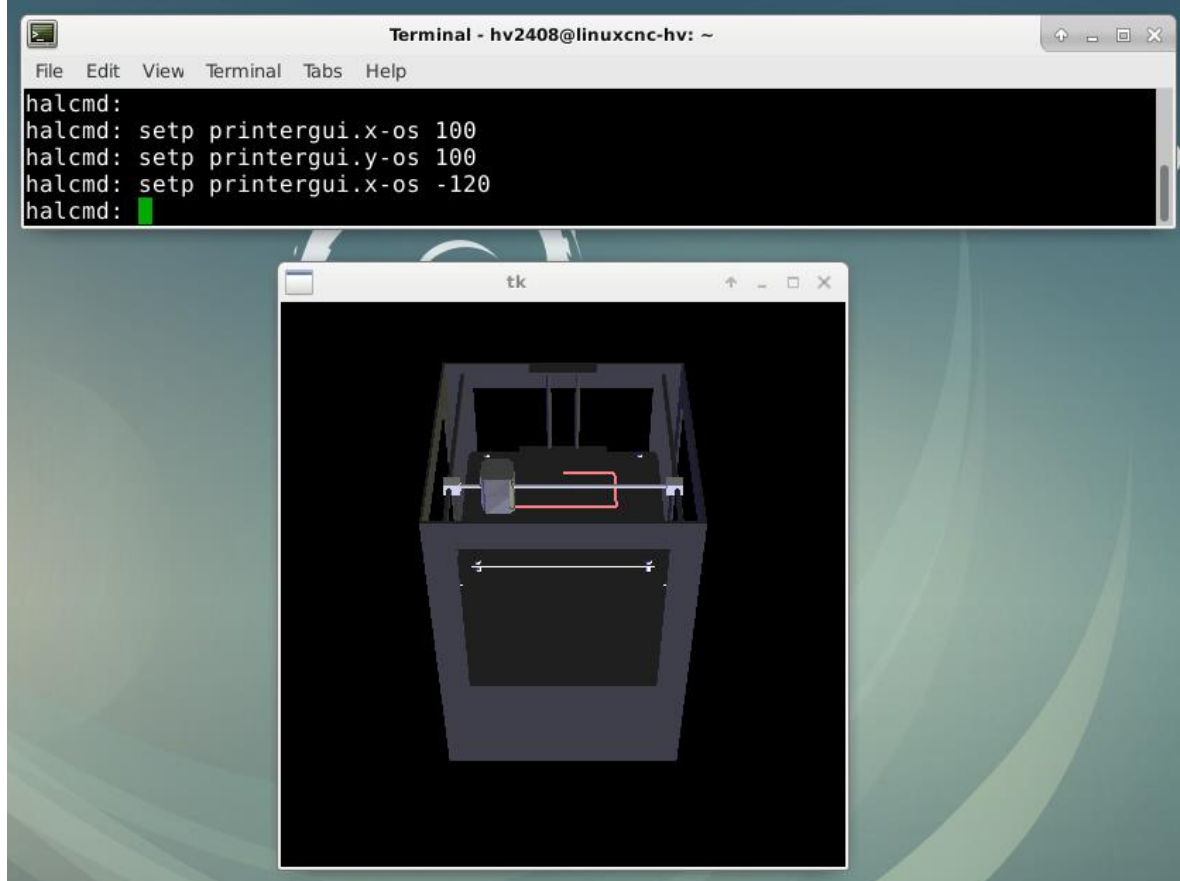 Terminal - hv2408@linuxcnc-hv: ~
File Edit View Terminal Tabs Help
halcmd:
halcmd: setp printergui.x-os 100
halcmd: setp printergui.y-os 100
halcmd: setp printergui.x-os -120
halcmd:
tk